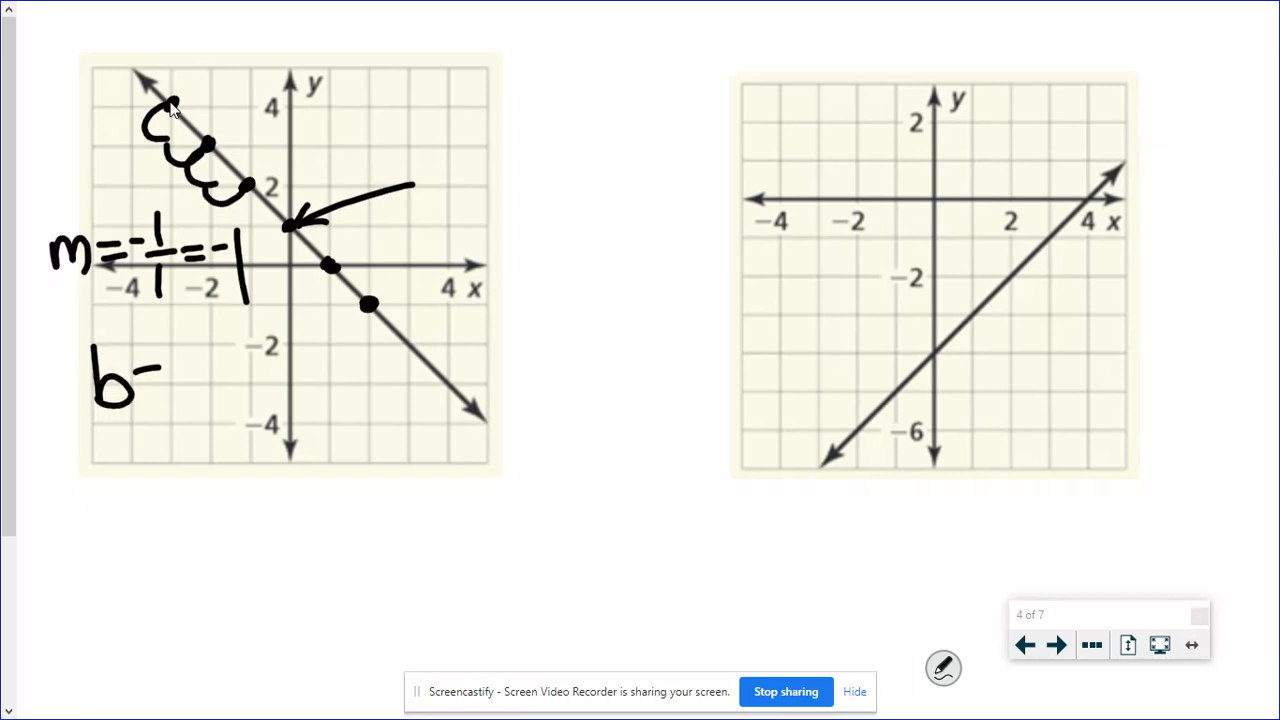 y
4
2
m = -1/1 = -1
-4 -2 4 x
-2
b =
-4
y
2
-4 -2 2 4 x
-2
-6
4 of 7
Screencastify - Screen Video Recorder is sharing your screen. Stop sharing Hide